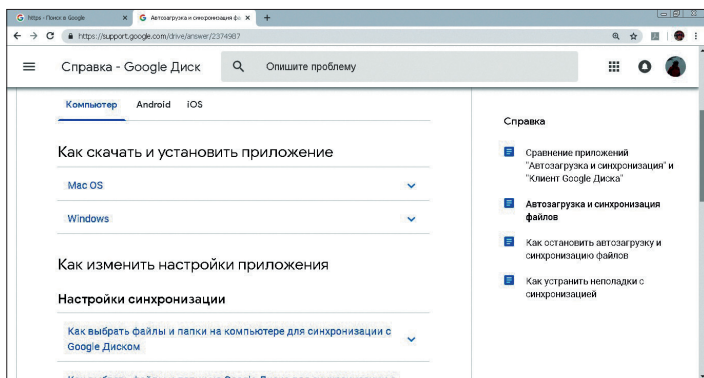 https - Поиск в Google
Автозагрузка и синхронизация фа
https://support.google.com/drive/answer/2374987
Справка - Google Диск
Опишите проблему
Компьютер Android iOS
Как скачать и установить приложение
Mac OS
Windows
Как изменить настройки приложения
Настройки синхронизации
Как выбрать файлы и папки на компьютере для синхронизации с
Google Диском
Справка
Сравнение приложений
"Автозагрузка и синхронизация" и
"Клиент Google Диска"
Автозагрузка и синхронизация
файлов
Как остановить автозагрузку и
синхронизацию файлов
Как устранить неполадки с
синхронизацией